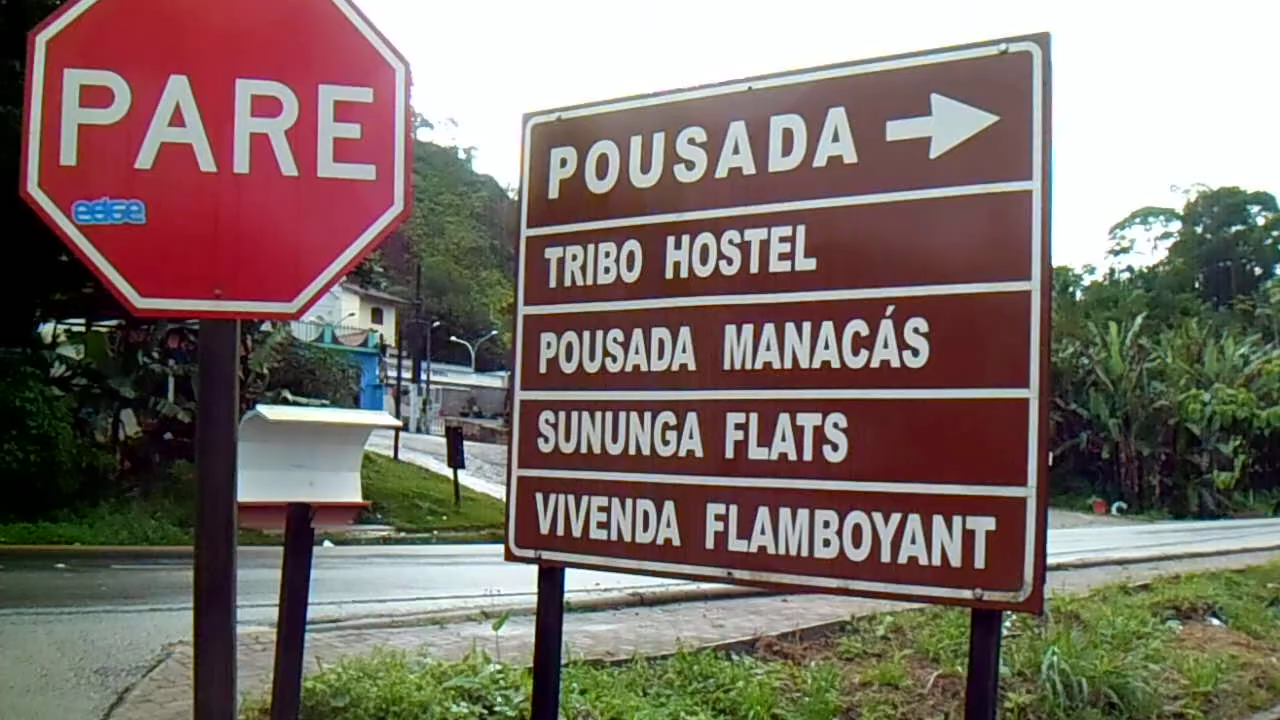 PARE
edge
POUSADA
TRIBO HOSTEL
POUSADA MANACÁS
SUNUNGA FLATS
VIVENDA FLAMBOYANT